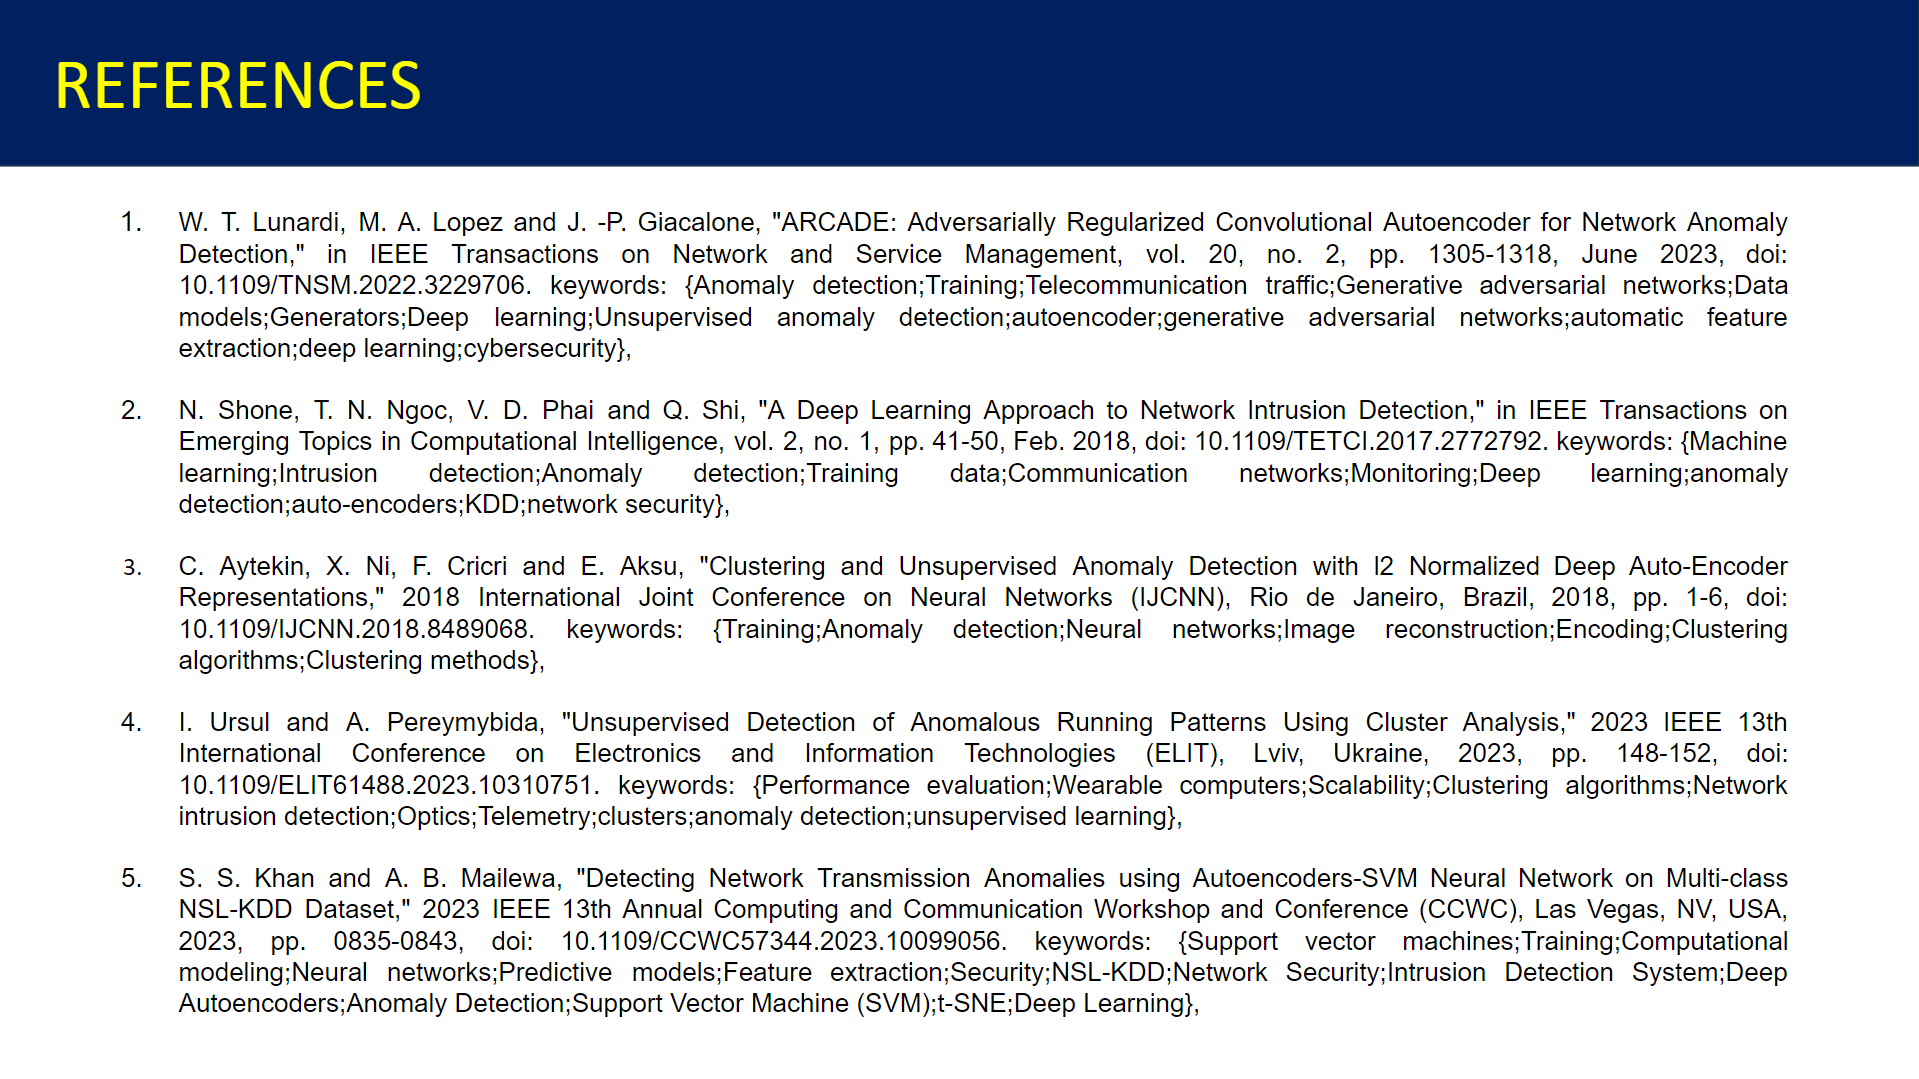 REFERENCES
1. W. T. Lunardi, M. A. Lopez and J. -P. Giacalone, "ARCADE: Adversarially Regularized Convolutional Autoencoder for Network Anomaly
Detection," in IEEE Transactions on Network and Service Management, vol. 20, no. 2, pp. 1305-1318, June 2023, doi:
10.1109/TNSM.2022.3229706. keywords: {Anomaly detection;Training;Telecommunication traffic;Generative adversarial networks;Data
models;Generators;Deep learning;Unsupervised anomaly detection;autoencoder;generative adversarial networks;automatic feature
extraction;deep learning;cybersecurity},
2. N. Shone, T. N. Ngoc, V. D. Phai and Q. Shi, "A Deep Learning Approach to Network Intrusion Detection," in IEEE Transactions on
Emerging Topics in Computational Intelligence, vol. 2, no. 1, pp. 41-50, Feb. 2018, doi: 10.1109/TETCI.2017.2772792. keywords: {Machine
learning;Intrusion detection;Anomaly detection;Training data;Communication networks;Monitoring;Deep learning;anomaly
detection;auto-encoders;KDD;network security},
3. C. Aytekin, X. Ni, F. Cricri and E. Aksu, "Clustering and Unsupervised Anomaly Detection with l2 Normalized Deep Auto-Encoder
Representations," 2018 International Joint Conference on Neural Networks (IJCNN), Rio de Janeiro, Brazil, 2018, pp. 1-6, doi:
10.1109/IJCNN.2018.8489068. keywords: {Training;Anomaly detection;Neural networks;Image reconstruction;Encoding;Clustering
algorithms;Clustering methods},
4. I. Ursul and A. Pereymybida, "Unsupervised Detection of Anomalous Running Patterns Using Cluster Analysis," 2023 IEEE 13th
International Conference on Electronics and Information Technologies (ELIT), Lviv, Ukraine, 2023, pp. 148-152, doi:
10.1109/ELIT61488.2023.10310751. keywords: {Performance evaluation;Wearable computers;Scalability;Clustering algorithms;Network
intrusion detection;Optics;Telemetry;clusters;anomaly detection;unsupervised learning},
5. S. S. Khan and A. B. Mailewa, "Detecting Network Transmission Anomalies using Autoencoders-SVM Neural Network on Multi-class
NSL-KDD Dataset," 2023 IEEE 13th Annual Computing and Communication Workshop and Conference (CCWC), Las Vegas, NV, USA,
2023, pp. 0835-0843, doi: 10.1109/CCWC57344.2023.10099056. keywords: {Support vector machines;Training;Computational
modeling;Neural networks;Predictive models;Feature extraction;Security;NSL-KDD;Network Security;Intrusion Detection System;Deep
Autoencoders;Anomaly Detection;Support Vector Machine (SVM);t-SNE;Deep Learning},